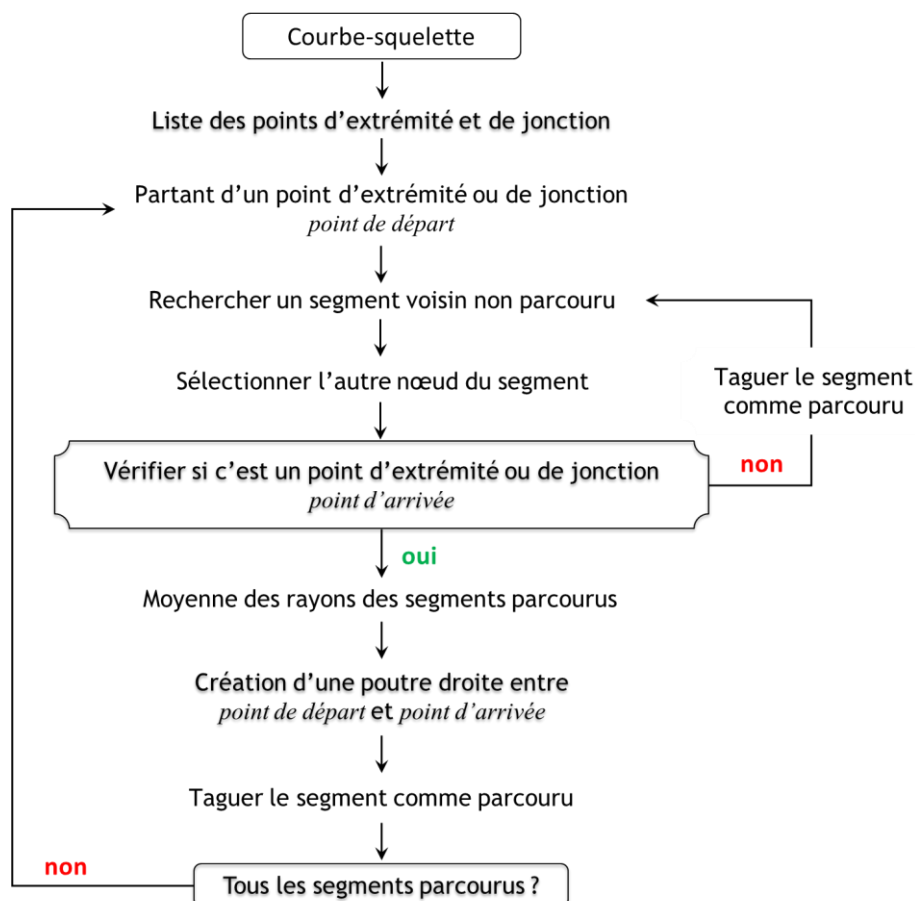 Courbe-squelette
Liste des points d’extrémité et de jonction
Partant d’un point d’extrémité ou de jonction
point de départ
Rechercher un segment voisin non parcouru
Sélectionner l’autre nœud du segment
Taguer le segment
comme parcouru
Vérifier si c’est un point d’extrémité ou de jonction
point d’arrivée
non
oui
Moyenne des rayons des segments parcourus
Création d’une poutre droite entre
point de départ et point d’arrivée
Taguer le segment comme parcouru
non
Tous les segments parcourus ?